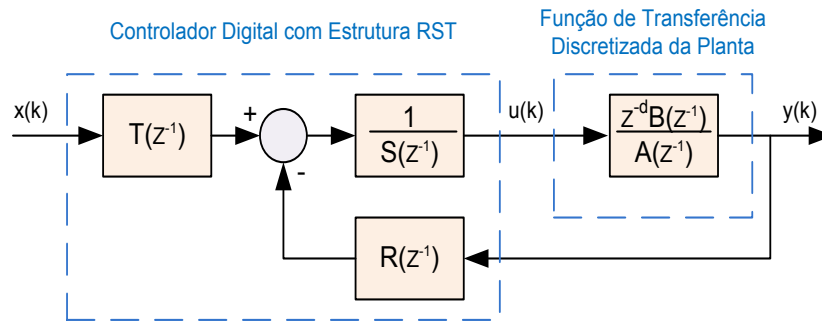 Controlador Digital com Estrutura RST
Função de Transferência
Discretizada da Planta
x(k)
T(z⁻¹)
+
-
1
S(z⁻¹)
u(k)
z⁻ᵈB(z⁻¹)
A(z⁻¹)
y(k)
R(z⁻¹)